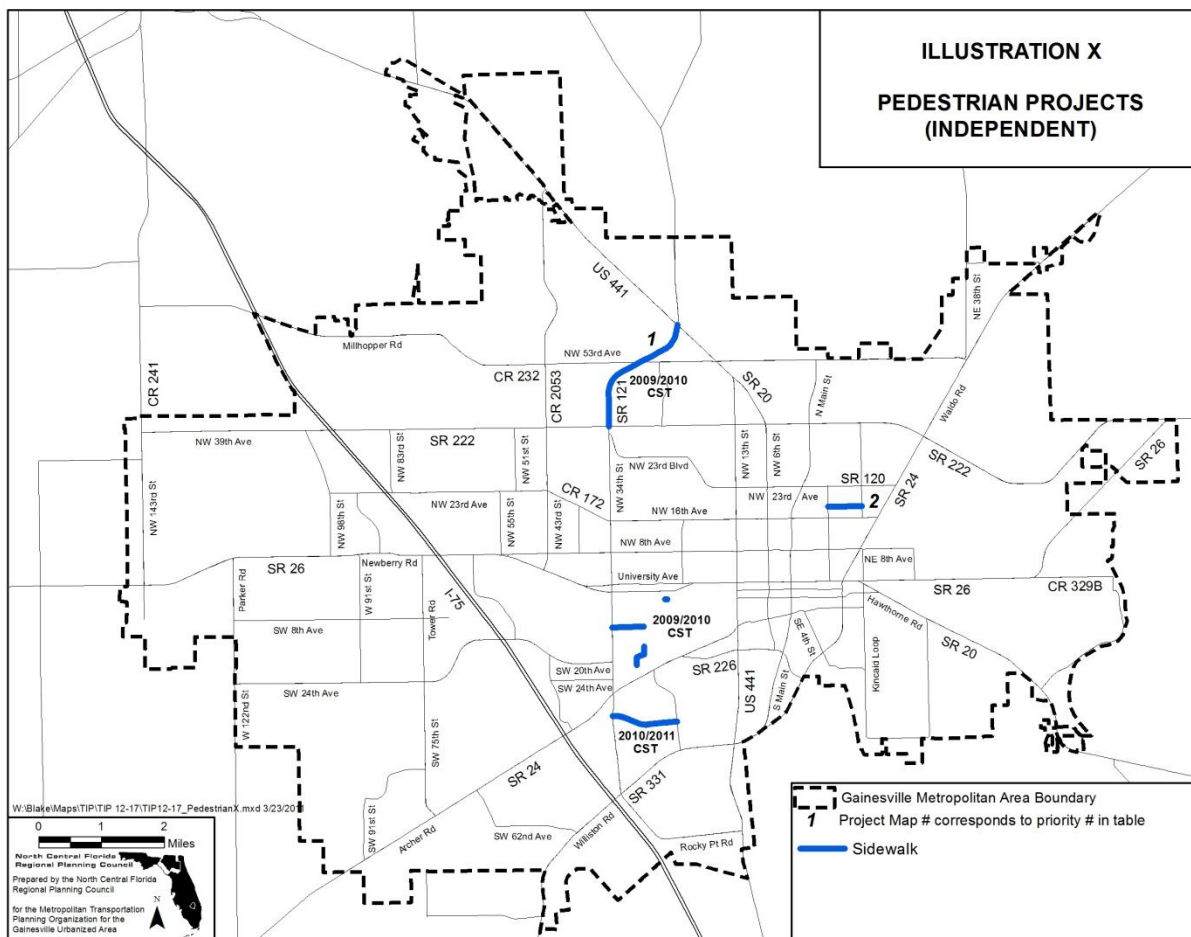 ILLUSTRATION X
PEDESTRIAN PROJECTS
(INDEPENDENT)
US 441
NE 38th St
1
Millhopper Rd
NW 53rd Ave
CR 232
CR 241
CR 2053
SR 121
2009/2010
CST
SR 20
N Main St
Waldo Rd
NW 39th Ave
SR 222
NW 83rd St
NW 51st St
NW 34th St
NW 23rd Blvd
NW 13th St
NW 6th St
SR 120
SR 24
SR 222
SR 26
NW 143rd St
NW 98th St
NW 23rd Ave
NW 55th St
NW 43rd St
CR 172
NW 16th Ave
NW 23rd Ave
2
NW 8th Ave
NE 8th Ave
SR 26
Newberry Rd
University Ave
SR 26
CR 329B
Parker Rd
W 91st St
Tower Rd
I-75
2009/2010
CST
Hawthorne Rd
SR 20
SW 8th Ave
SE 4th St
Kincaid Loop
SW 20th Ave
SW 24th Ave
SR 226
SW 24th Ave
W 122nd St
SW 75th St
US 441
S Main St
2010/2011
CST
SR 24
SR 331
SW 91st St
Archer Rd
SW 62nd Ave
Williston Rd
Rocky Pt Rd
W:\Blake\Maps\TIP\TIP 12-17\TIP12-17_PedestrianX.mxd 3/23/2011
0 1 2
Miles
North Central Florida
Regional Planning Council
Prepared by the North Central Florida
Regional Planning Council
for the Metropolitan Transportation
Planning Organization for the
Gainesville Urbanized Area
N
Gainesville Metropolitan Area Boundary
1 Project Map # corresponds to priority # in table
Sidewalk